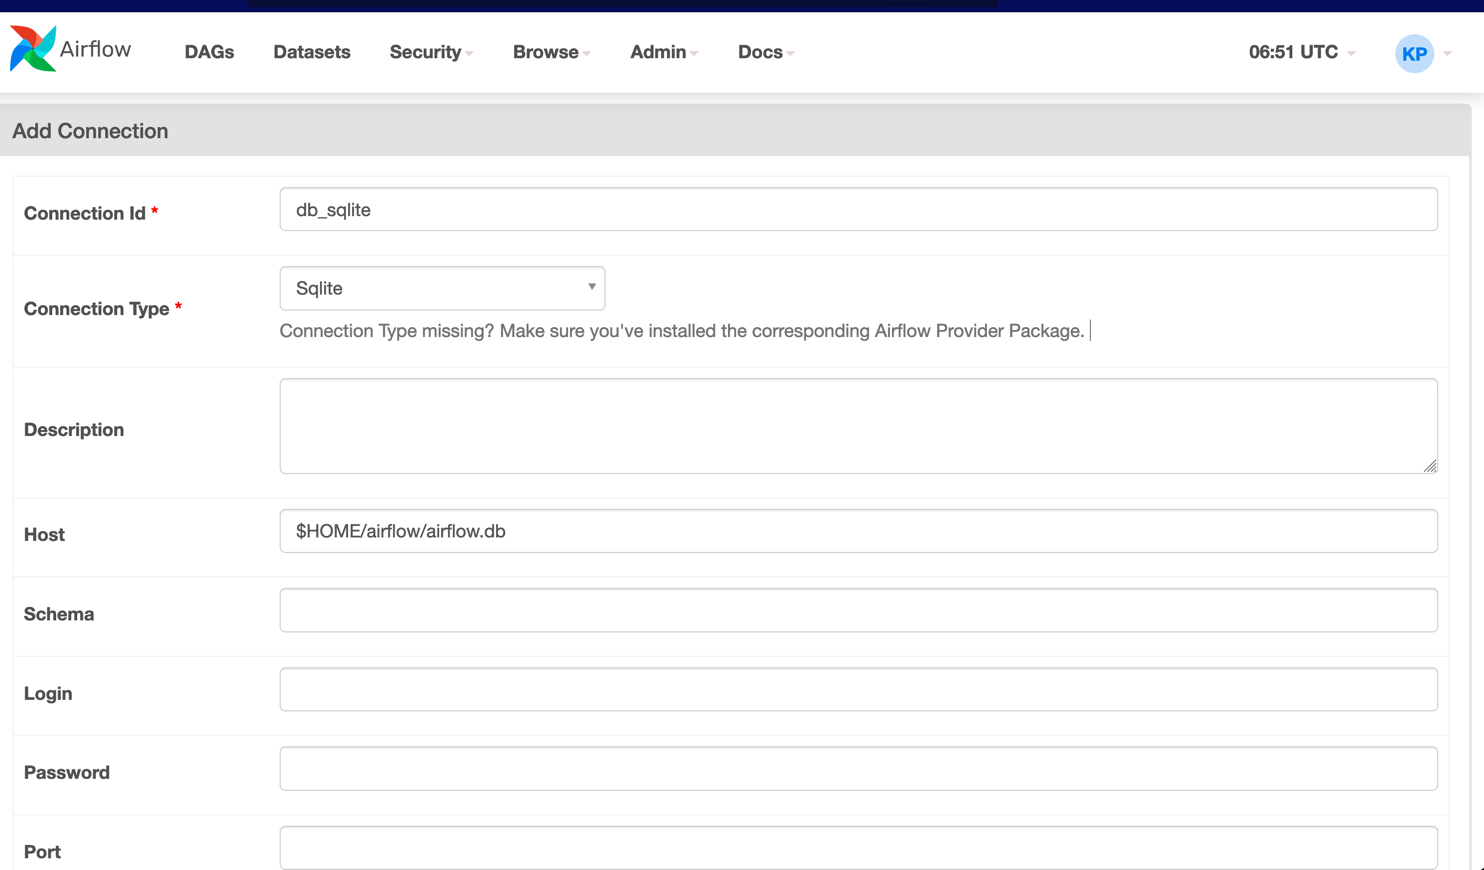 Airflow DAGs Datasets Security Browse Admin Docs 06:51 UTC KP
Add Connection
Connection Id * db_sqlite
Connection Type * Sqlite
Connection Type missing? Make sure you've installed the corresponding Airflow Provider Package.
Description
Host $HOME/airflow/airflow.db
Schema
Login
Password
Port